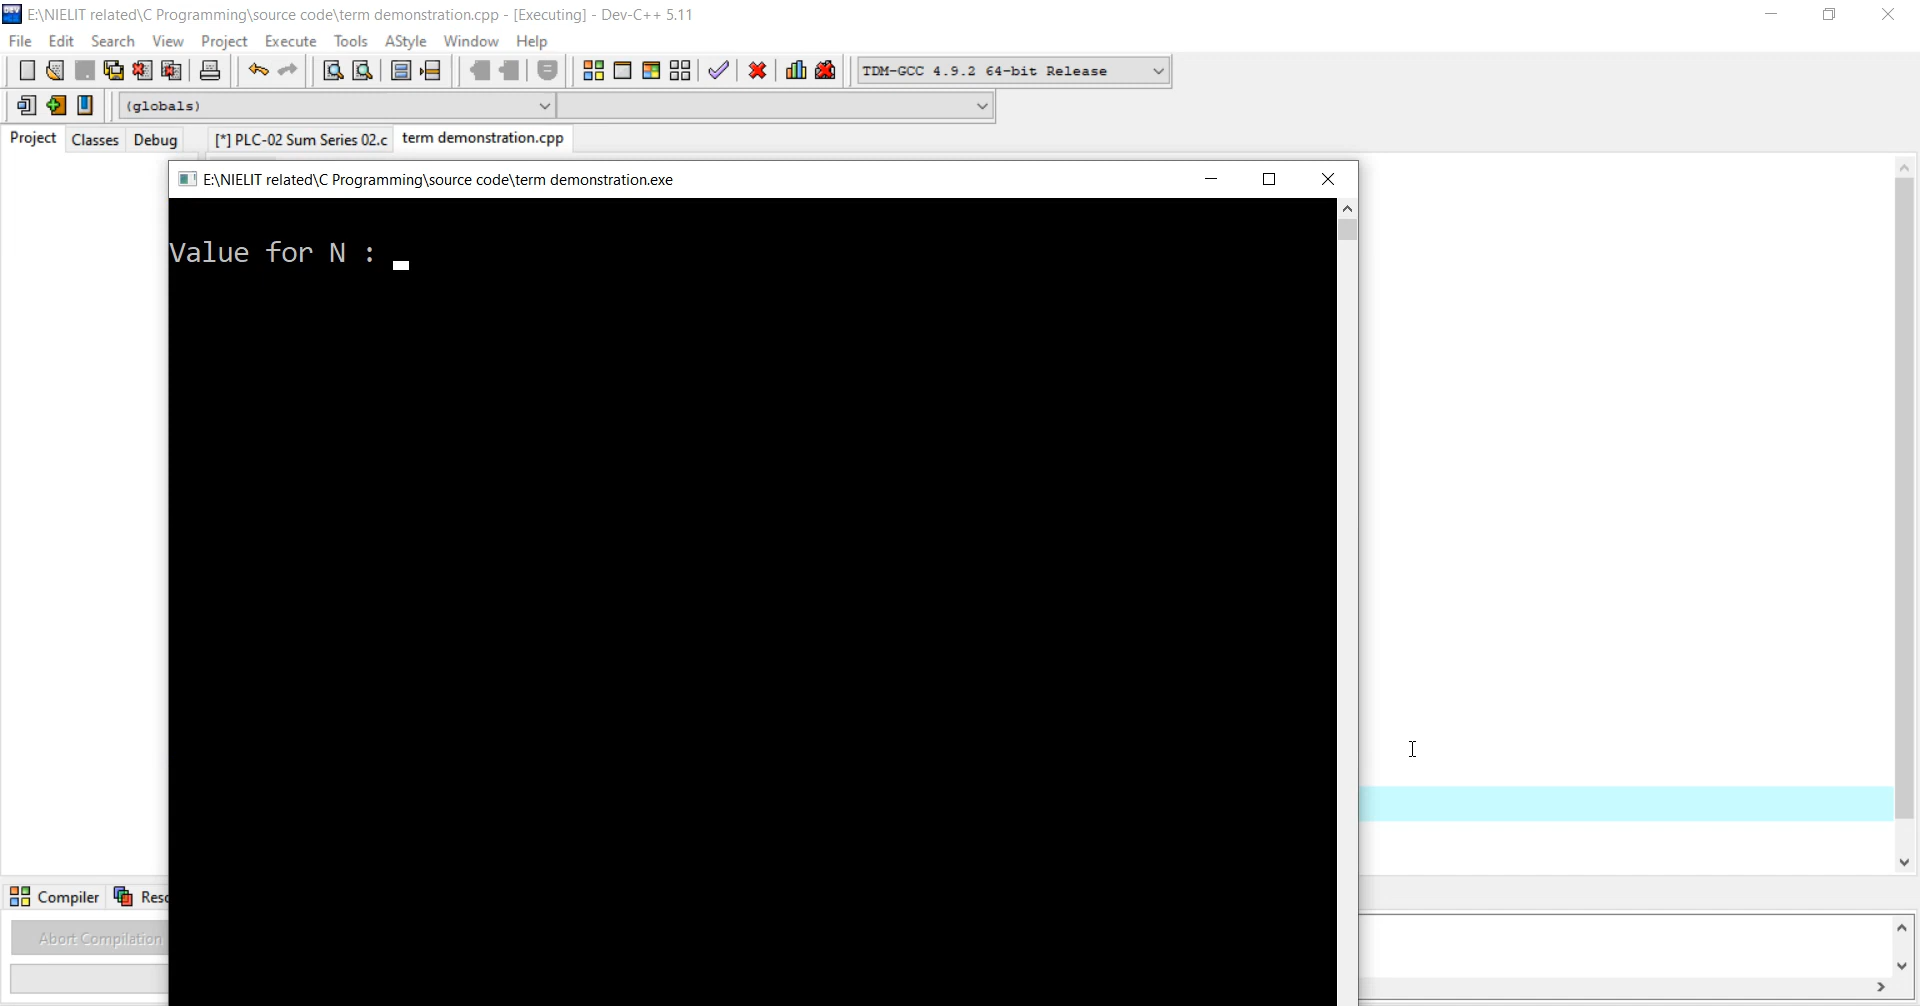 E:\NIELIT related\C Programming\source code\term demonstration.cpp - [Executing] - Dev-C++ 5.11
File Edit Search View Project Execute Tools AStyle Window Help
TDM-GCC 4.9.2 64-bit Release
(globals)
Project Classes Debug [*] PLC-02 Sum Series 02.c term demonstration.cpp
E:\NIELIT related\C Programming\source code\term demonstration.exe
Value for N :
Compiler Resc
Abort Compilation